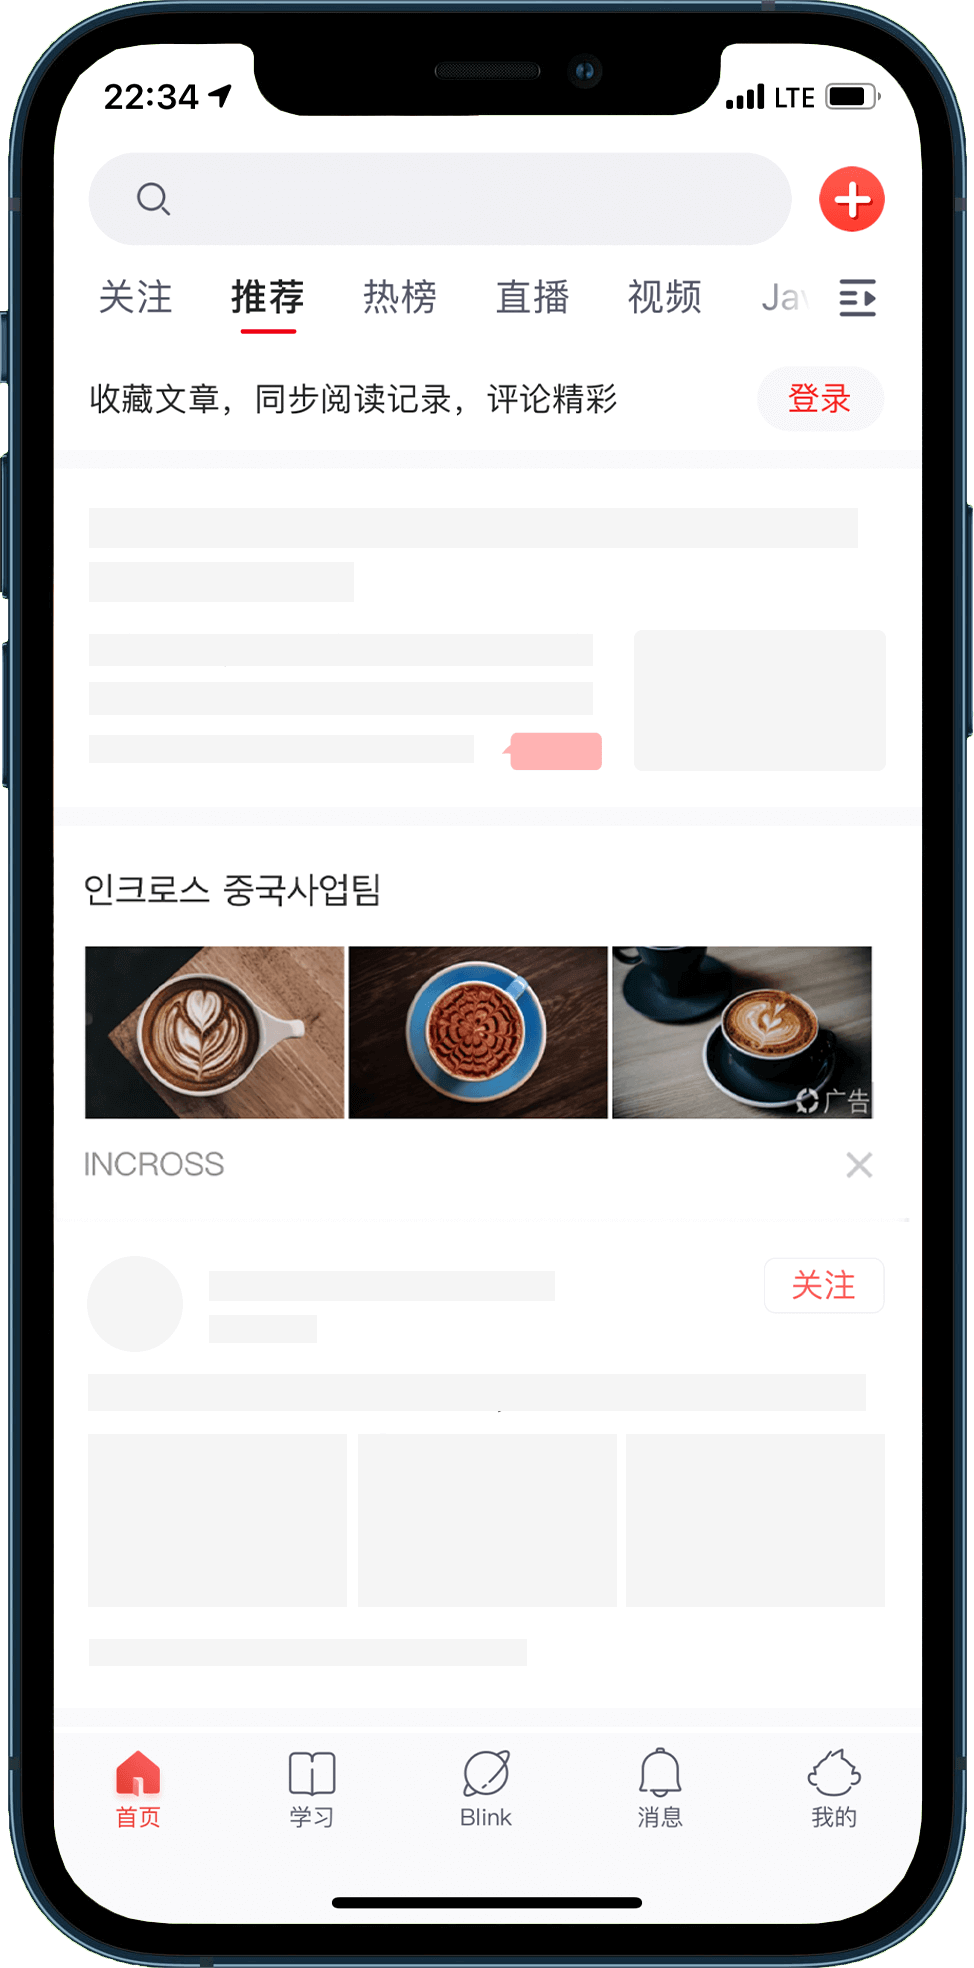 22:34 LTE
关注 推荐 热榜 直播 视频 Jav
收藏文章，同步阅读记录，评论精彩 登录
인크로스 중국사업팀
广告
INCROSS
关注
首页 学习 Blink 消息 我的